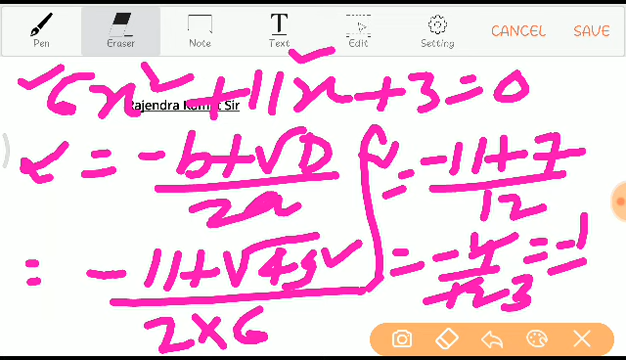 Pen Eraser Note Text Edit Setting CANCEL SAVE
6x² + 11x + 3 = 0
Rajendra Kumar Sir
α = (-b + √D) / 2a
= (-11 + √49) / (2 × 6)
α = (-11 + 7) / 12
= -4 / 12 3 = -1